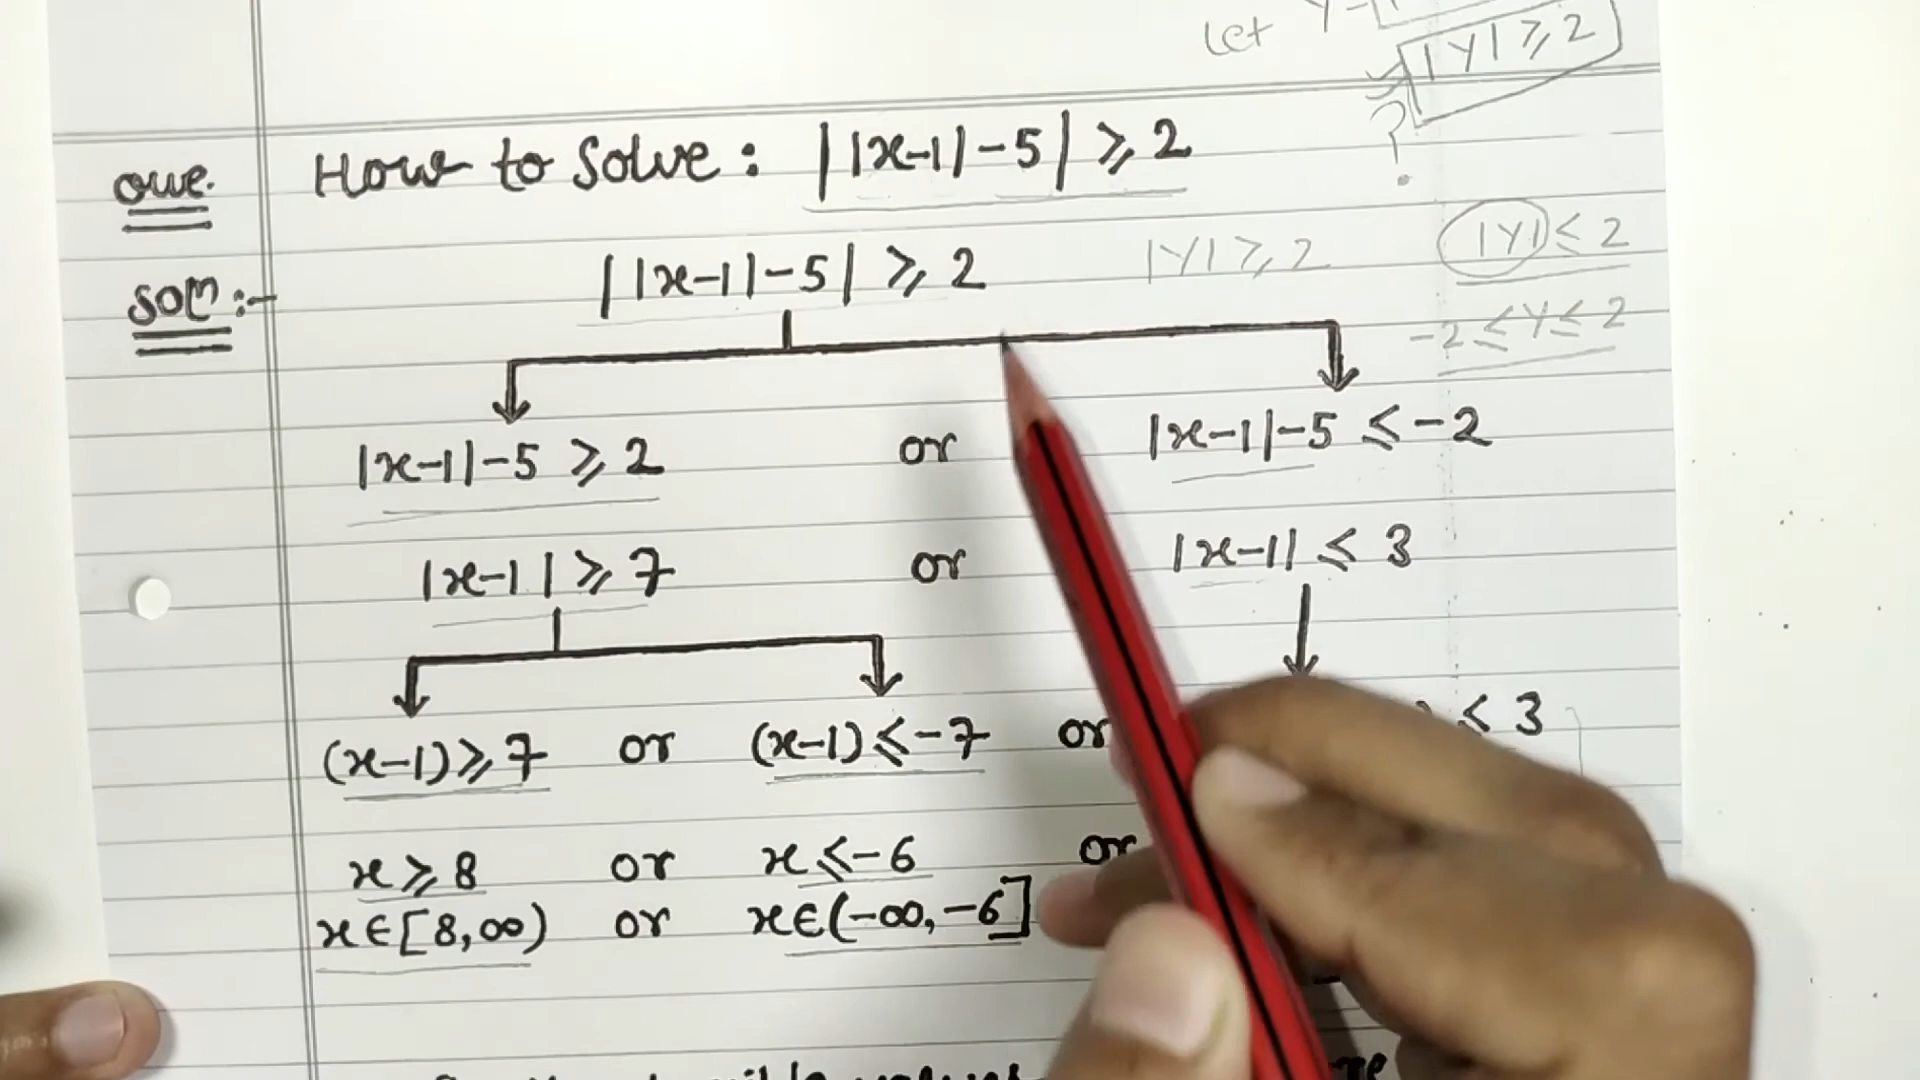 Let Y=
|Y| ≥ 2
?
Que. How to Solve: ||x-1|-5| ≥ 2
Soln:- ||x-1|-5| ≥ 2 |Y| ≥ 2 |Y| ≤ 2
-2 ≤ Y ≤ 2
|x-1|-5 ≥ 2 or |x-1|-5 ≤ -2
|x-1| ≥ 7 or |x-1| ≤ 3
(x-1) ≥ 7 or (x-1) ≤ -7 or ≤ 3
x ≥ 8 or x ≤ -6 or
x∈[8,∞) or x∈(-∞,-6]